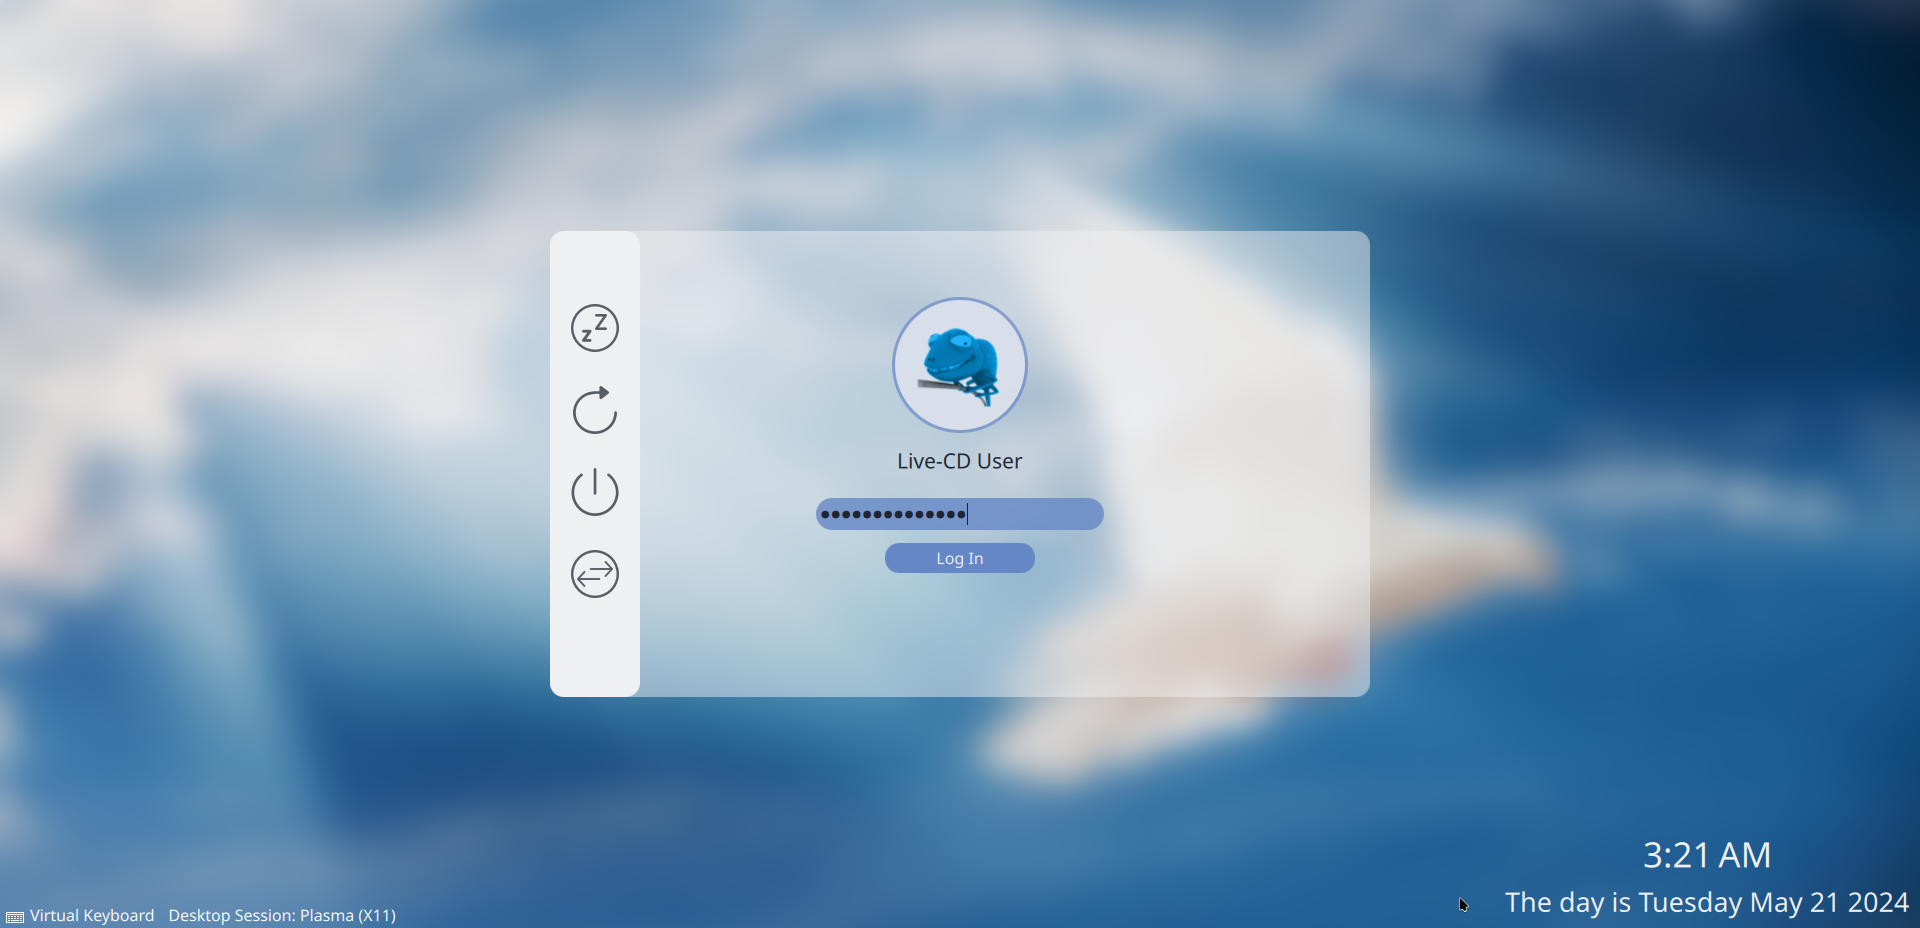 Live-CD User
Log In
3:21 AM
The day is Tuesday May 21 2024
Virtual Keyboard Desktop Session: Plasma (X11)